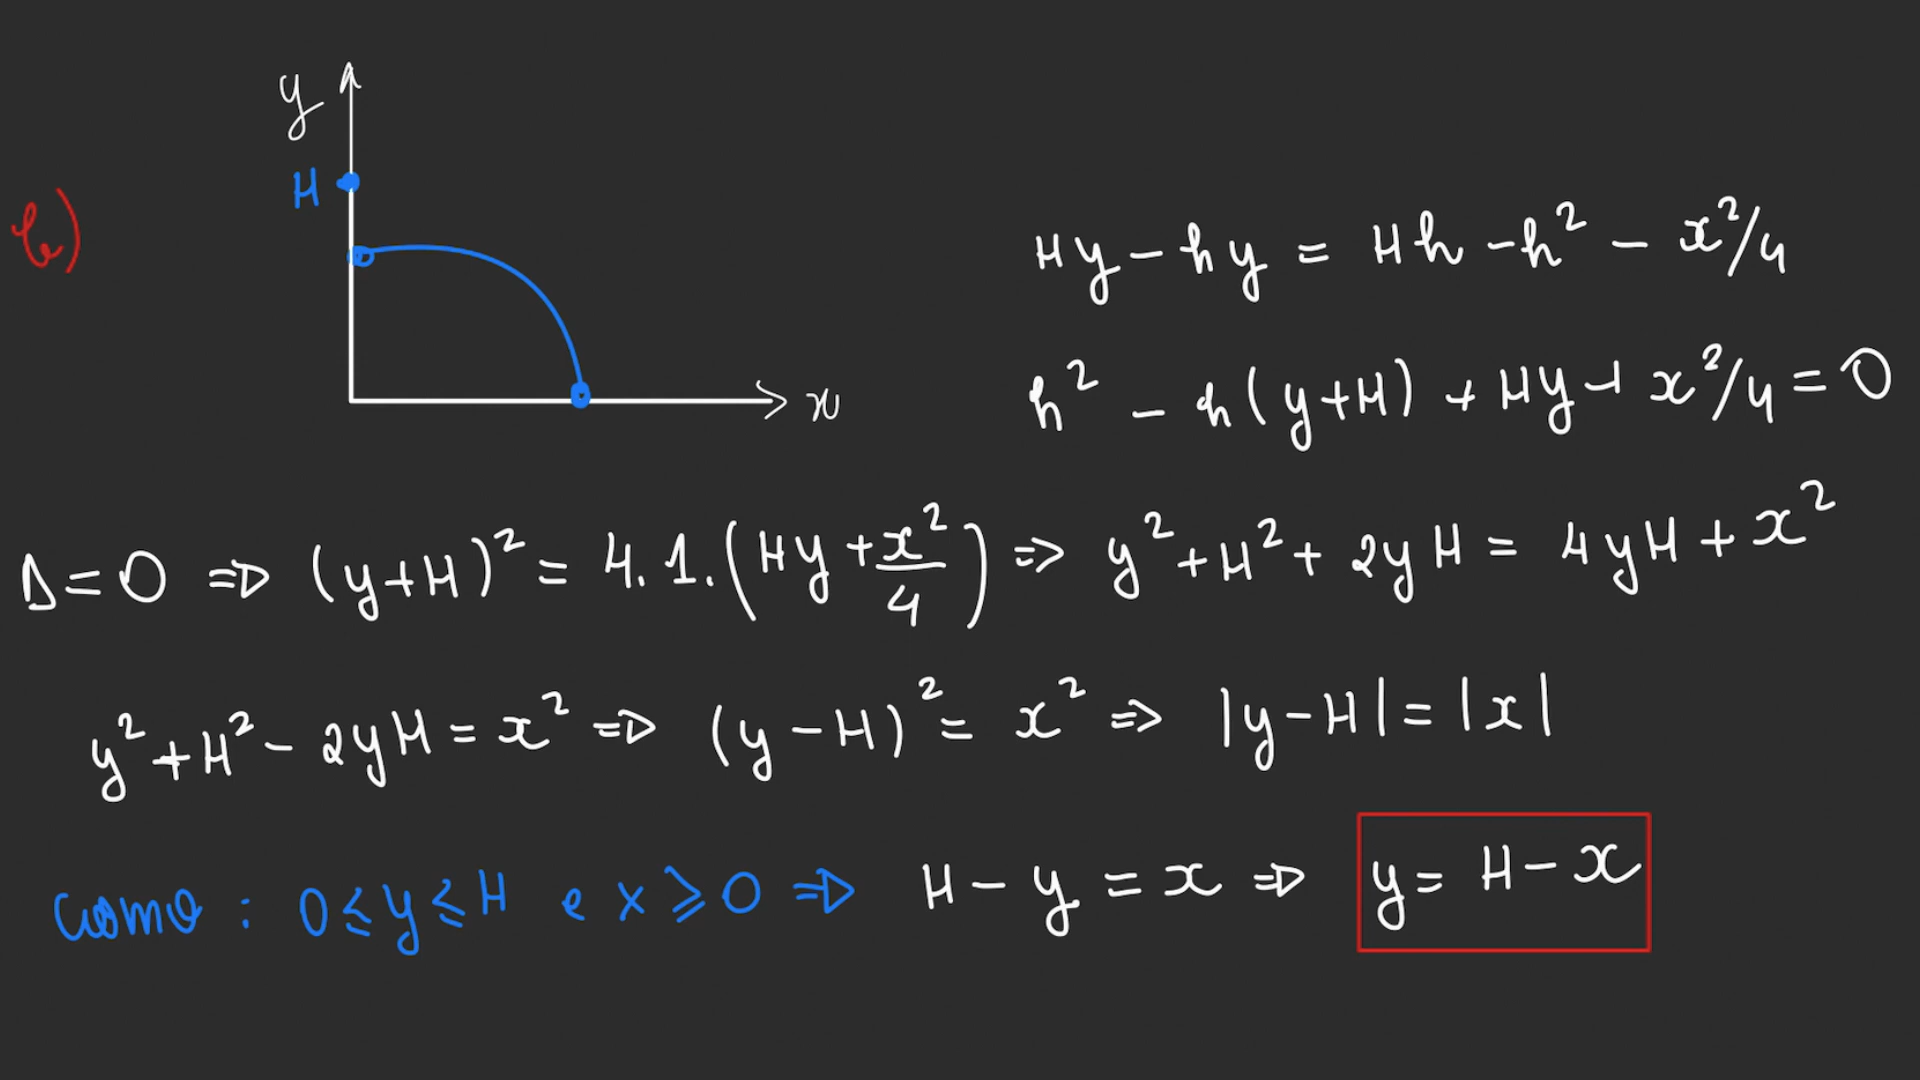 b)
y
H
x
Hy - hy = Hh - h² - x²/4
h² - h(y+H) + Hy + x²/4 = 0
Δ = 0 ⇒ (y+H)² = 4.1.(Hy + x²/4) ⇒ y² + H² + 2yH = 4yH + x²
y² + H² - 2yH = x² ⇒ (y - H)² = x² ⇒ |y - H| = |x|
Como : 0 ≤ y ≤ H e x ≥ 0 ⇒ H - y = x ⇒ y = H - x